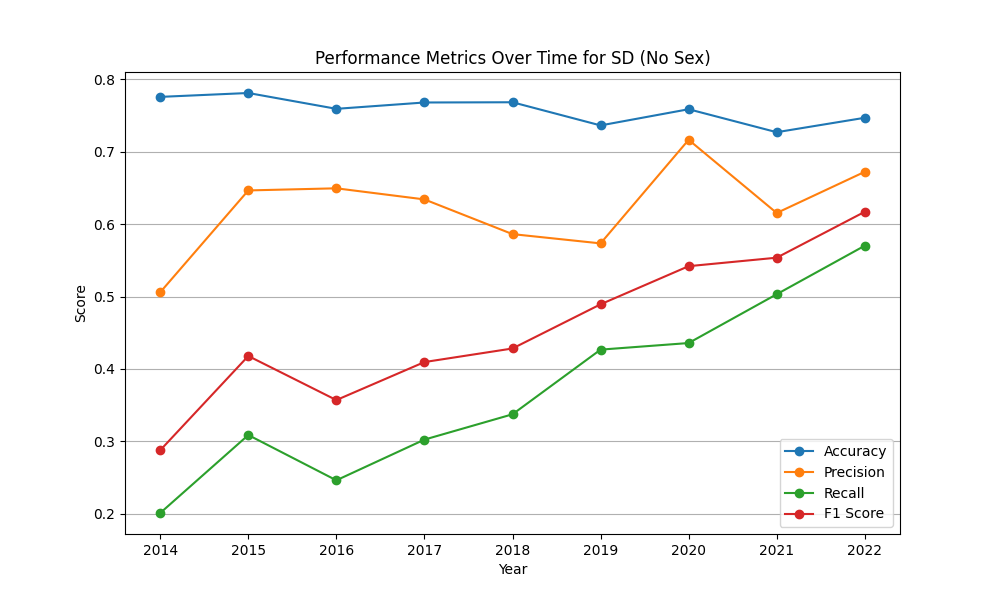 Performance Metrics Over Time for SD (No Sex)
0.8
0.7
0.6
0.5
0.4
0.3
0.2
Score
Accuracy
Precision
Recall
F1 Score
2014 2015 2016 2017 2018 2019 2020 2021 2022
Year